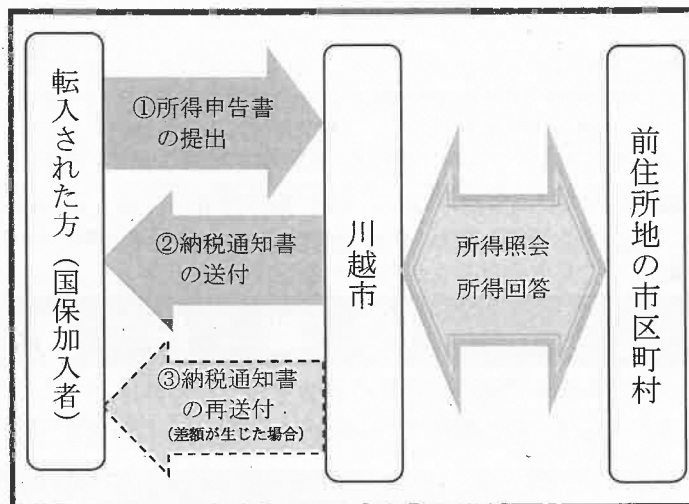 転入された方（国保加入者）
①所得申告書
の提出
②納税通知書
の送付
③納税通知書
の再送付
（差額が生じた場合）
川越市
所得照会
所得回答
前住所地の市区町村